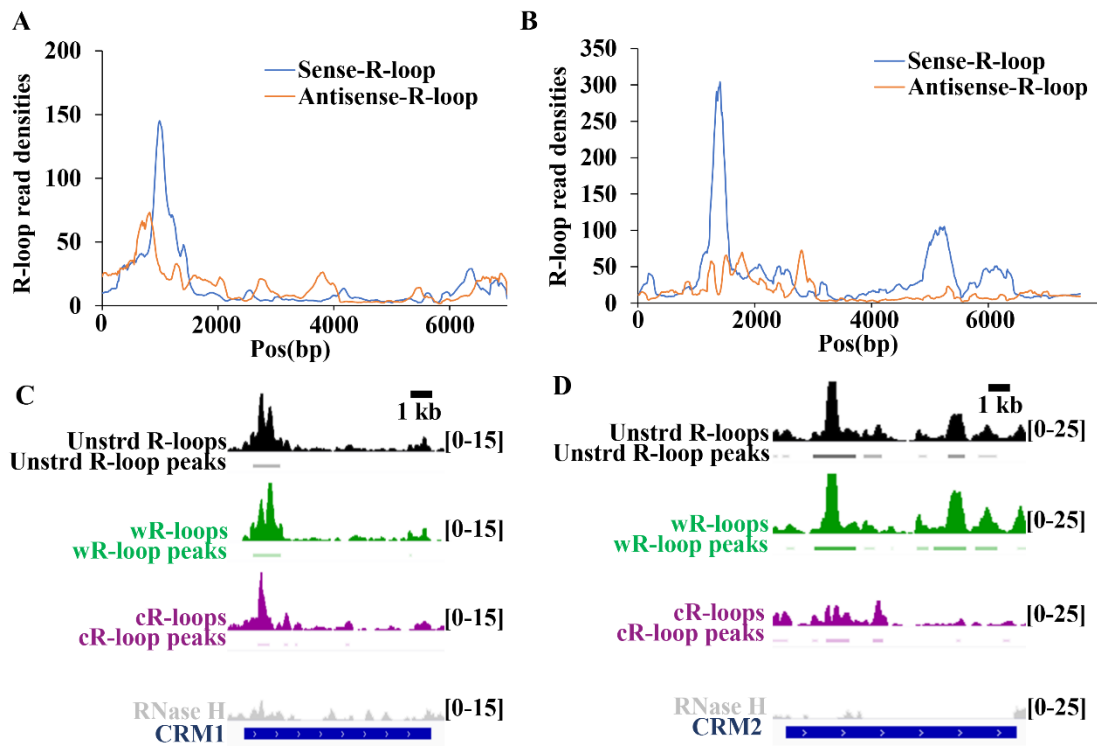 A
200
150
100
50
0
0
2000
4000
6000
R-loop read densities
Pos(bp)
Sense-R-loop
Antisense-R-loop
B
350
300
250
200
150
100
50
0
0
2000
4000
6000
R-loop read densities
Pos(bp)
Sense-R-loop
Antisense-R-loop
C
1 kb
Unstrd R-loops
[0-15]
Unstrd R-loop peaks
wR-loops
[0-15]
wR-loop peaks
cR-loops
[0-15]
cR-loop peaks
RNase H
[0-15]
CRM1
D
1 kb
Unstrd R-loops
[0-25]
Unstrd R-loop peaks
wR-loops
[0-25]
wR-loop peaks
cR-loops
[0-25]
cR-loop peaks
RNase H
[0-25]
CRM2